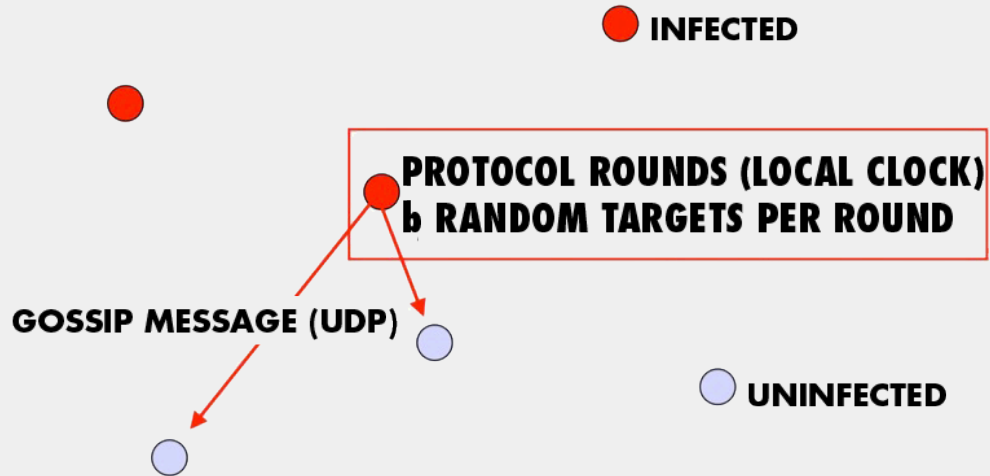 INFECTED
PROTOCOL ROUNDS (LOCAL CLOCK)
b RANDOM TARGETS PER ROUND
GOSSIP MESSAGE (UDP)
UNINFECTED